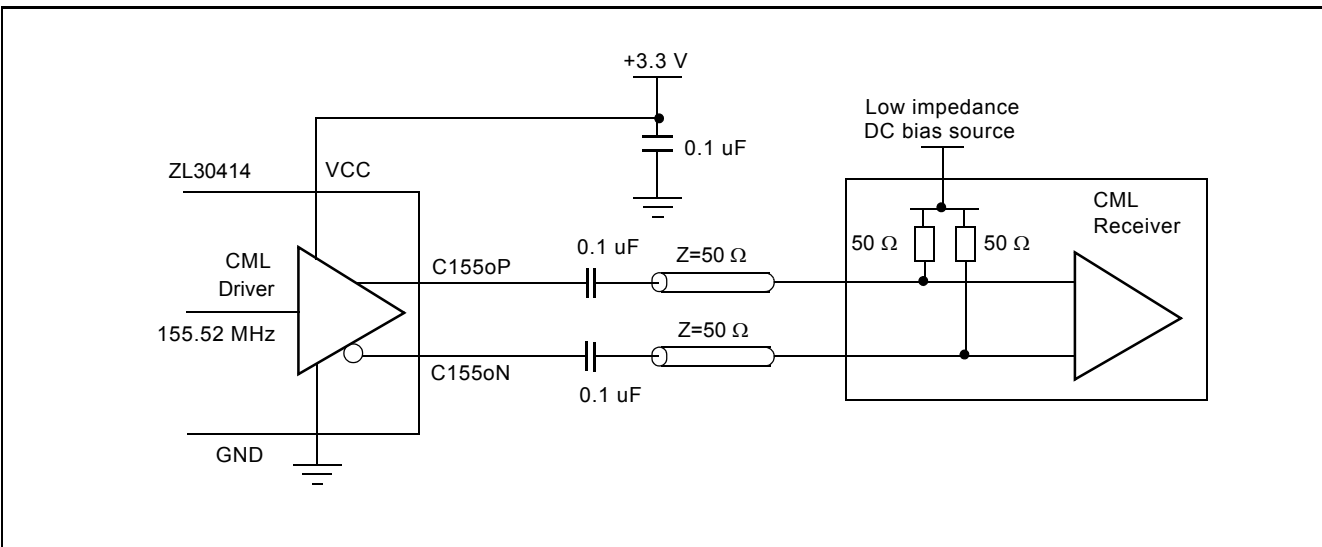 +3.3 V
Low impedance
DC bias source
0.1 uF
ZL30414
VCC
CML
Receiver
50 Ω
50 Ω
0.1 uF
Z=50 Ω
CML
Driver
C155oP
155.52 MHz
Z=50 Ω
C155oN
0.1 uF
GND